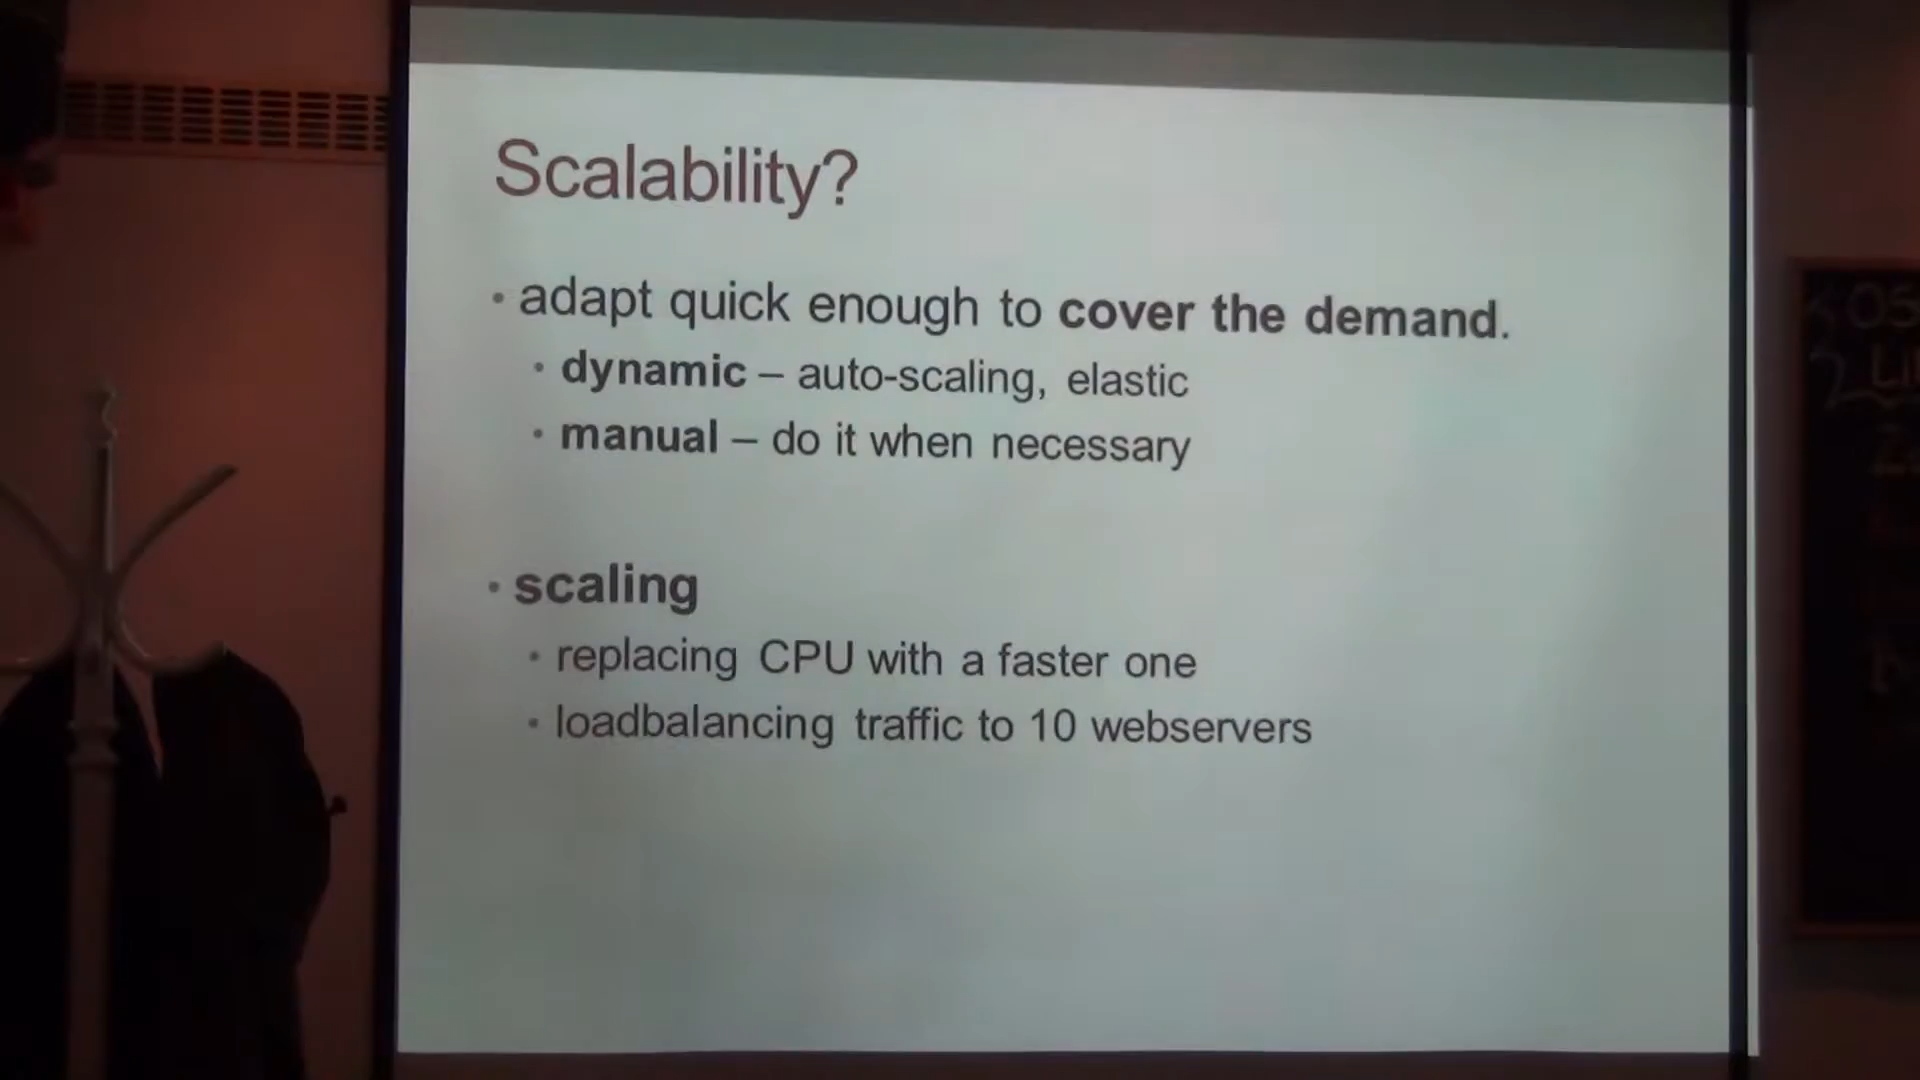 Scalability?
• adapt quick enough to cover the demand.
• dynamic – auto-scaling, elastic
• manual – do it when necessary
• scaling
• replacing CPU with a faster one
• loadbalancing traffic to 10 webservers